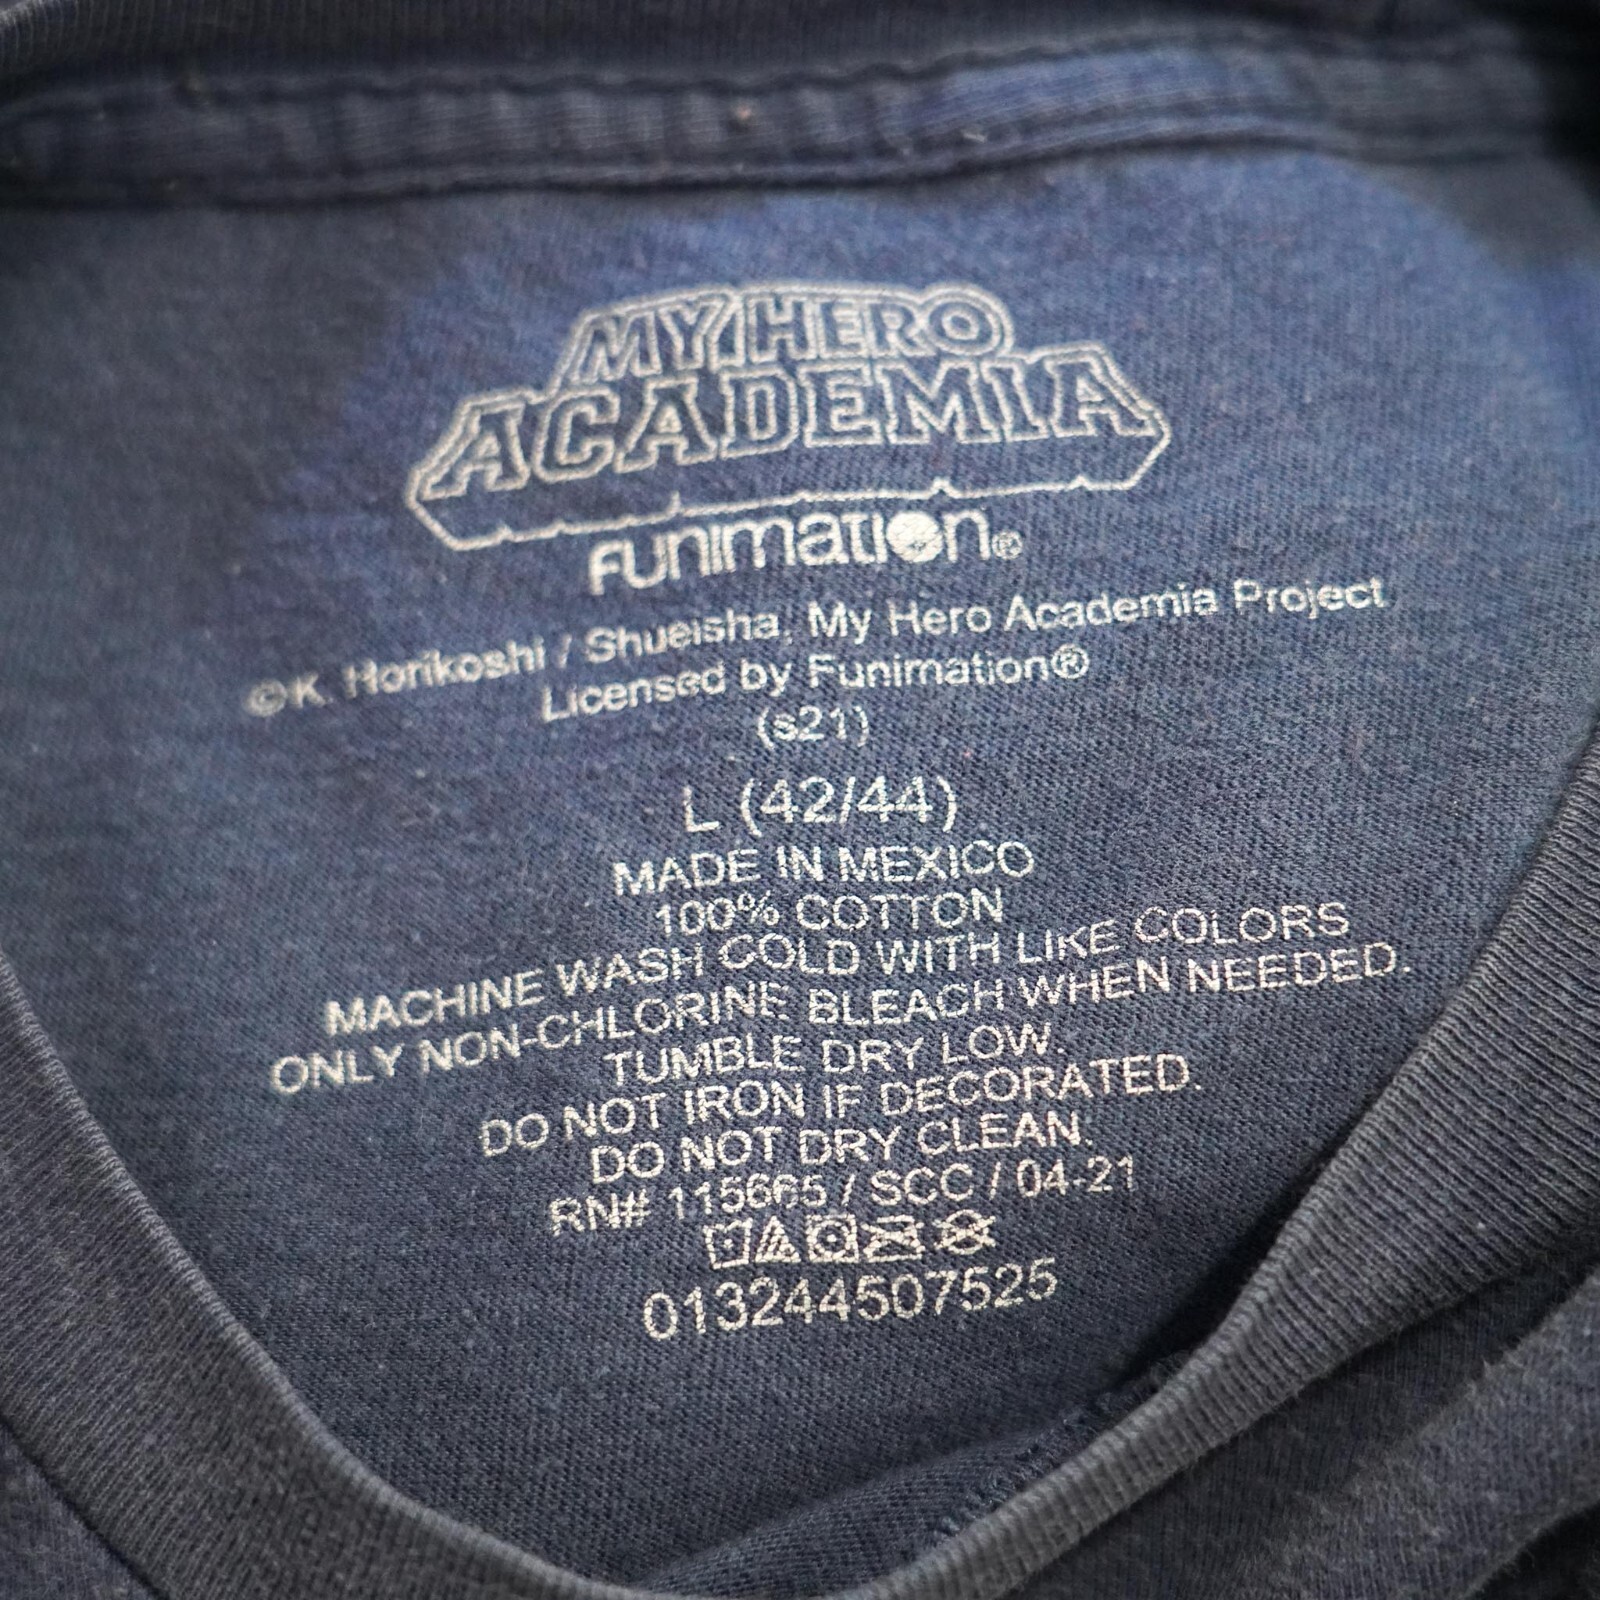 MY HERO
ACADEMIA
FUNimation®
©K. Horikoshi / Shueisha, My Hero Academia Project
Licensed by Funimation®
(s21)
L (42/44)
MADE IN MEXICO
100% COTTON
MACHINE WASH COLD WITH LIKE COLORS
ONLY NON-CHLORINE BLEACH WHEN NEEDED.
TUMBLE DRY LOW.
DO NOT IRON IF DECORATED.
DO NOT DRY CLEAN.
RN# 115665 / SCC / 04-21
013244507525